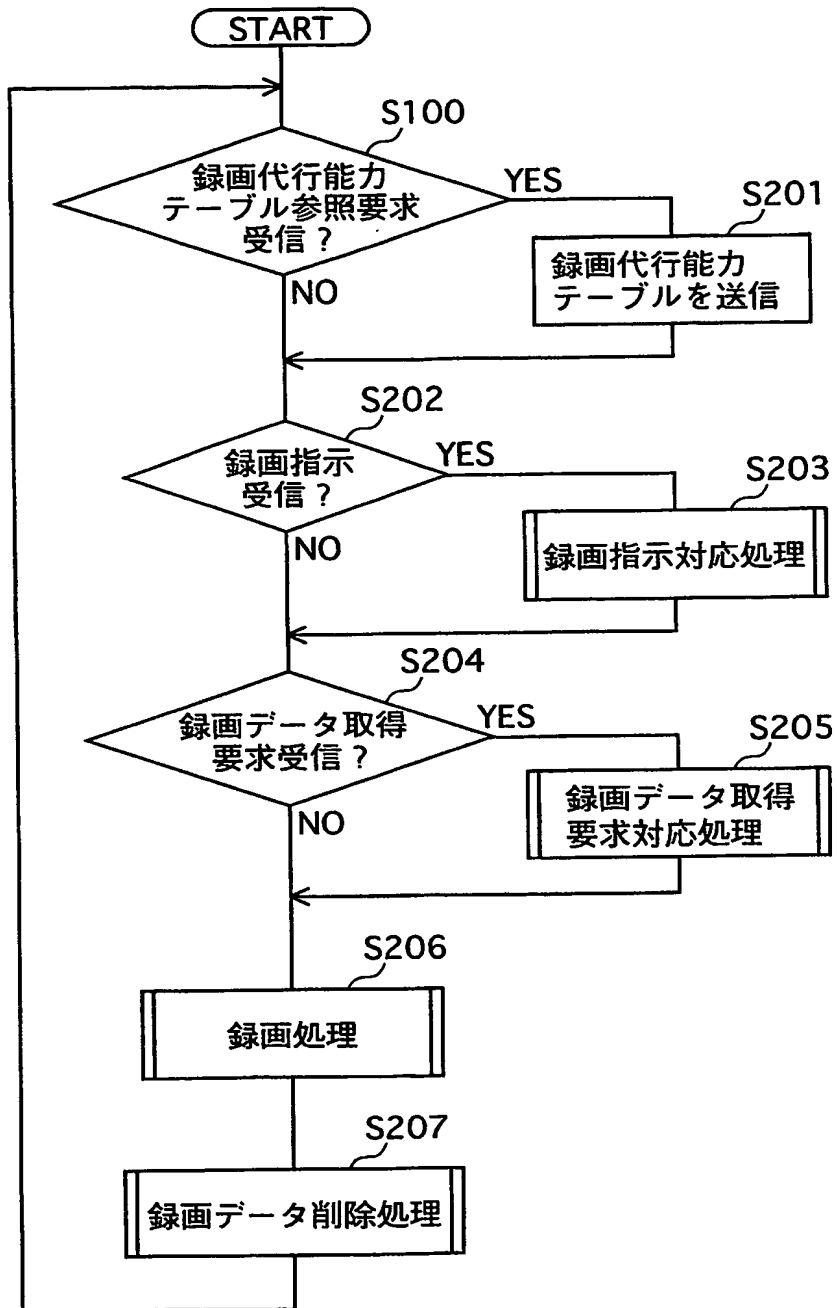 START
S100
録画代行能力
テーブル参照要求
受信？
YES
NO
S201
録画代行能力
テーブルを送信
S202
録画指示
受信？
YES
NO
S203
録画指示対応処理
S204
録画データ取得
要求受信？
YES
NO
S205
録画データ取得
要求対応処理
S206
録画処理
S207
録画データ削除処理